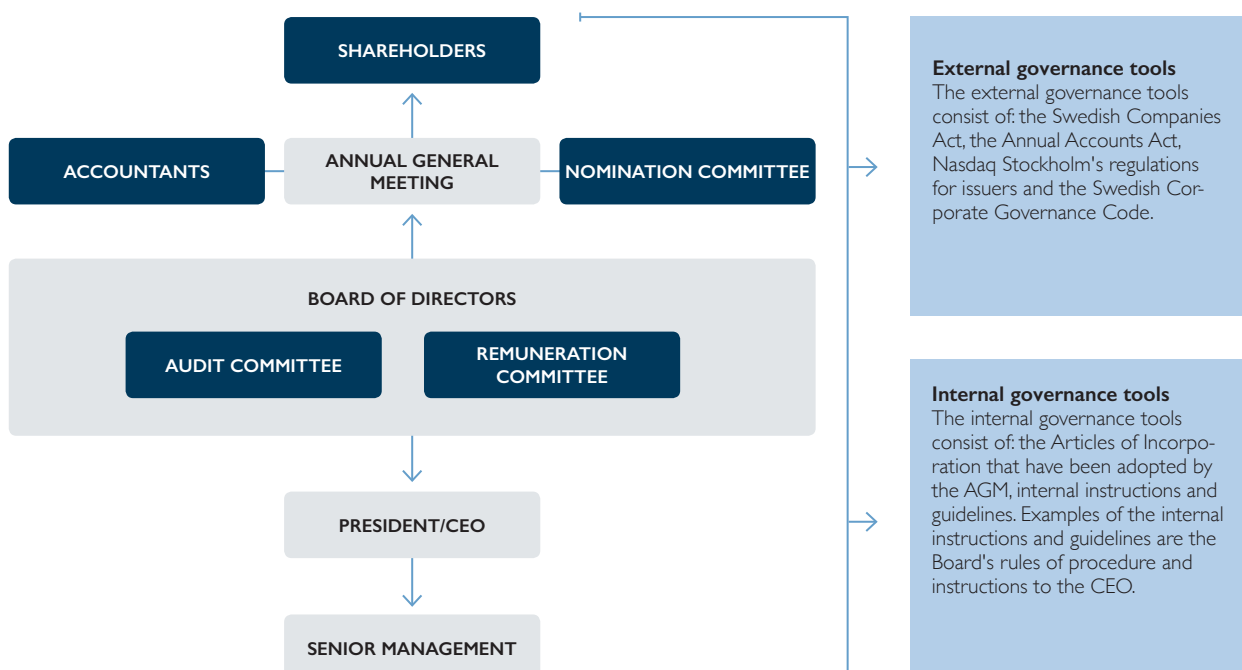 SHAREHOLDERS
ACCOUNTANTS
ANNUAL GENERAL
MEETING
NOMINATION COMMITTEE
BOARD OF DIRECTORS
AUDIT COMMITTEE
REMUNERATION
COMMITTEE
PRESIDENT/CEO
SENIOR MANAGEMENT
External governance tools
The external governance tools
consist of: the Swedish Companies
Act, the Annual Accounts Act,
Nasdaq Stockholm's regulations
for issuers and the Swedish Cor-
porate Governance Code.
Internal governance tools
The internal governance tools
consist of: the Articles of Incorpo-
ration that have been adopted by
the AGM, internal instructions and
guidelines. Examples of the internal
instructions and guidelines are the
Board's rules of procedure and
instructions to the CEO.